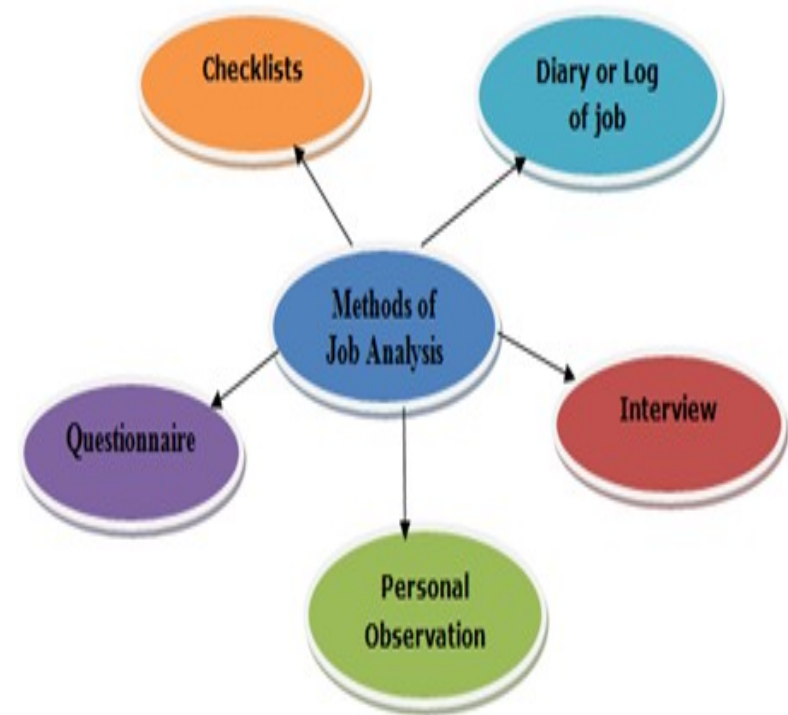 Checklists
Diary or Log
of job
Methods of
Job Analysis
Questionnaire
Interview
Personal
Observation